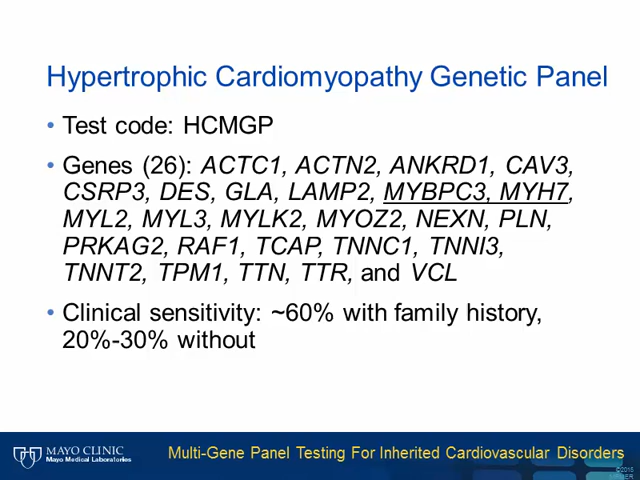 Hypertrophic Cardiomyopathy Genetic Panel
• Test code: HCMGP
• Genes (26): ACTC1, ACTN2, ANKRD1, CAV3,
CSRP3, DES, GLA, LAMP2, MYBPC3, MYH7,
MYL2, MYL3, MYLK2, MYOZ2, NEXN, PLN,
PRKAG2, RAF1, TCAP, TNNC1, TNNI3,
TNNT2, TPM1, TTN, TTR, and VCL
• Clinical sensitivity: ~60% with family history,
20%-30% without
MAYO CLINIC
Mayo Medical Laboratories
Multi-Gene Panel Testing For Inherited Cardiovascular Disorders